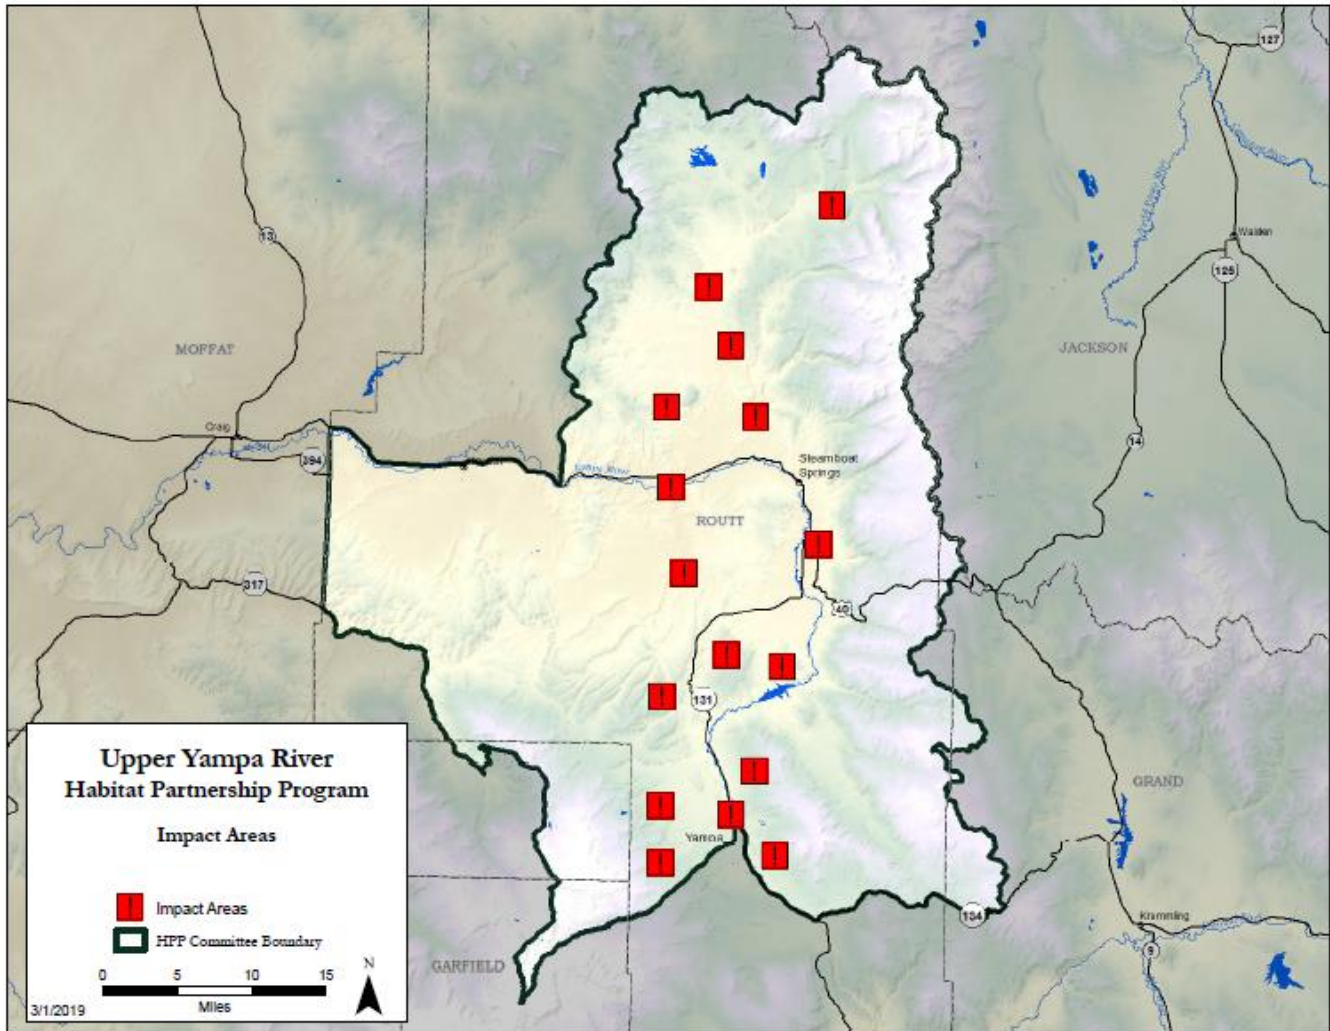 127
13
Walden
125
MOFFAT
JACKSON
Craig
14
394
Steamboat
Springs
ROUTT
317
40
131
Upper Yampa River
Habitat Partnership Program
Impact Areas
GRAND
Yampa
Impact Areas
HPP Committee Boundary
134
Kremmling
9
GARFIELD
0 5 10 15
Miles
N
3/1/2019